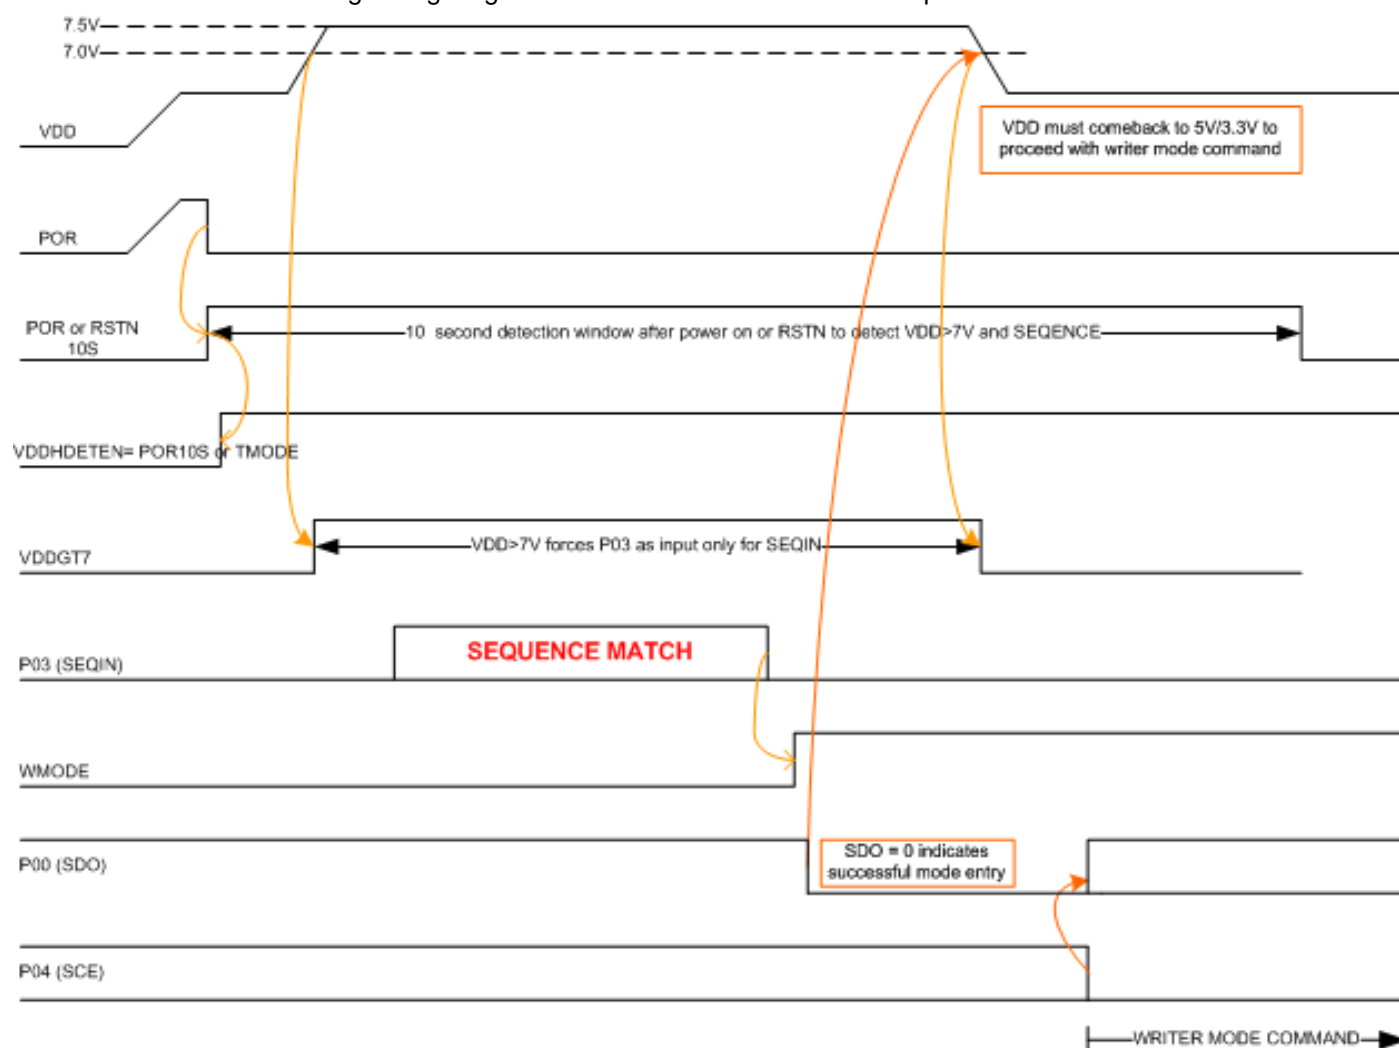 7.5V
7.0V
VDD
VDD must comeback to 5V/3.3V to
proceed with writer mode command
POR
POR or RSTN
10S
10 second detection window after power on or RSTN to detect VDD>7V and SEQENCE
VDDHDETEN= POR10S or TMODE
VDDGT7
VDD>7V forces P03 as input only for SEQIN
P03 (SEQIN)
SEQUENCE MATCH
WMODE
P00 (SDO)
SDO = 0 indicates
successful mode entry
P04 (SCE)
WRITER MODE COMMAND